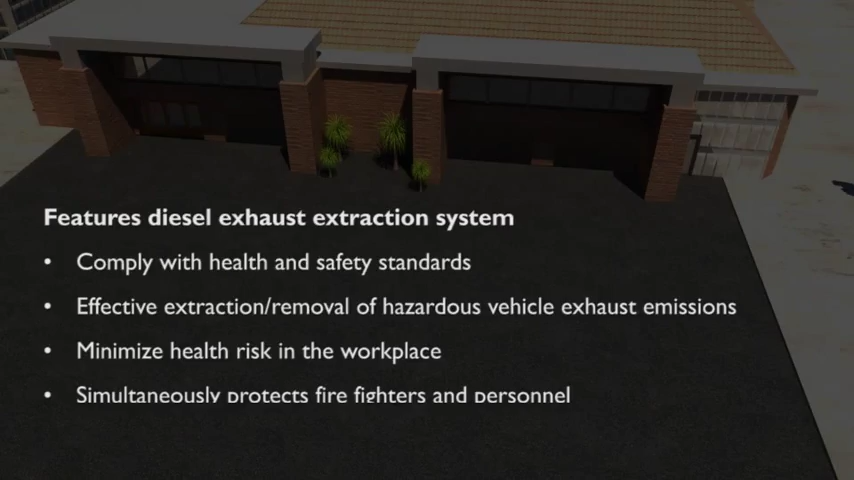 Features diesel exhaust extraction system
• Comply with health and safety standards
• Effective extraction/removal of hazardous vehicle exhaust emissions
• Minimize health risk in the workplace
• Simultaneously protects fire fighters and personnel